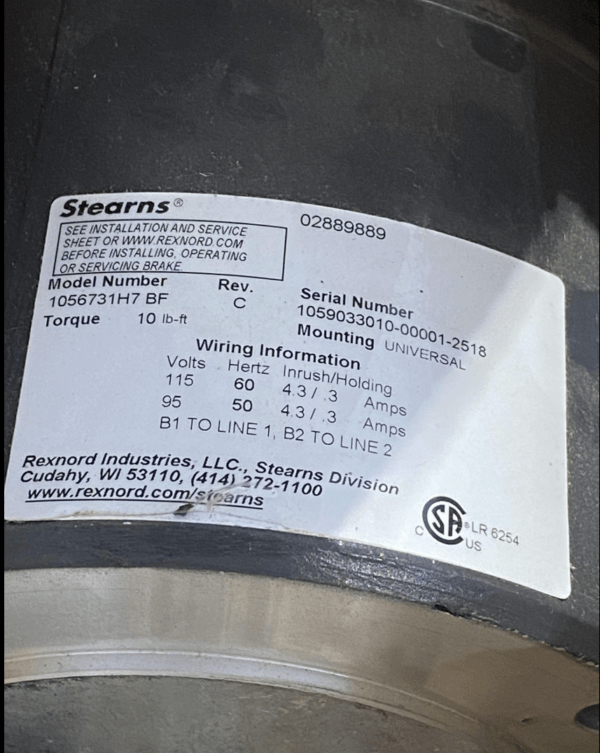 Stearns®
02889889
SEE INSTALLATION AND SERVICE
SHEET OR WWW.REXNORD.COM
BEFORE INSTALLING, OPERATING
OR SERVICING BRAKE.
Model Number Rev. Serial Number
1056731H7 BF C 1059033010-00001-2518
Torque 10 lb-ft Mounting UNIVERSAL
Wiring Information
Volts Hertz Inrush/Holding
115 60 4.3 / .3 Amps
95 50 4.3 / .3 Amps
B1 TO LINE 1, B2 TO LINE 2
Rexnord Industries, LLC., Stearns Division
Cudahy, WI 53110, (414) 272-1100
www.rexnord.com/stearns
C SA ® US LR 6254